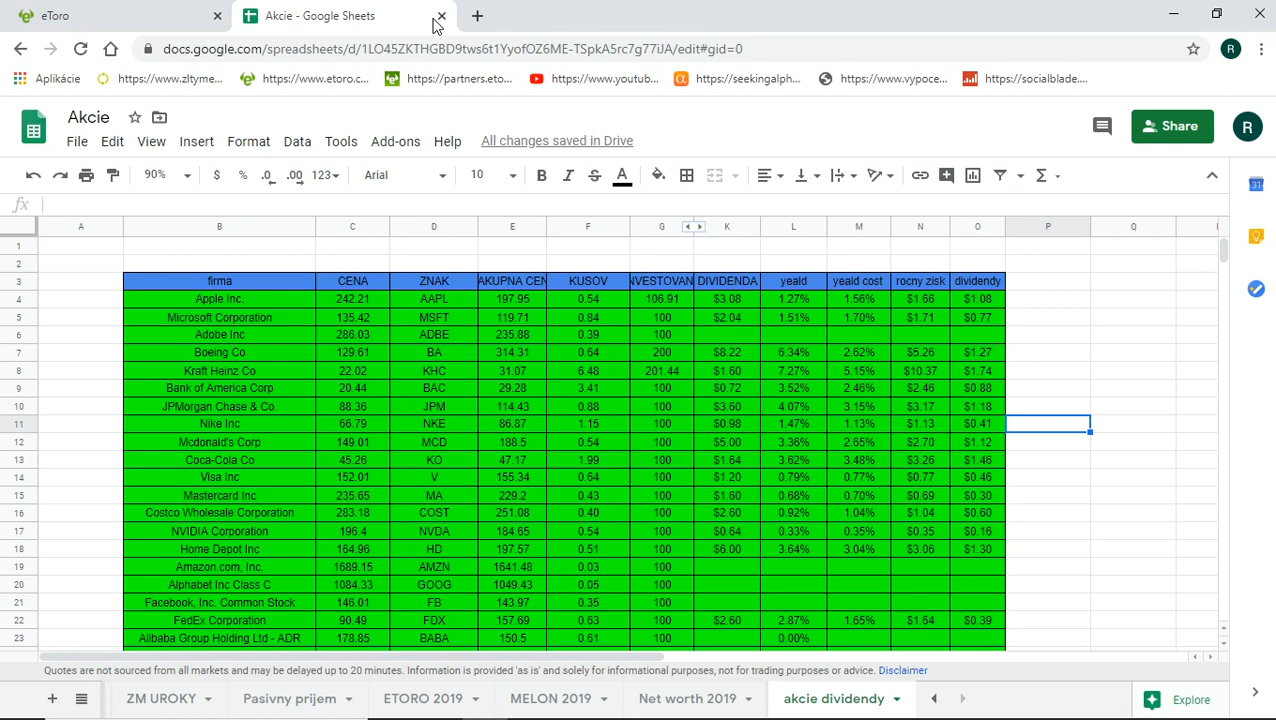 eToro
Akcie - Google Sheets
docs.google.com/spreadsheets/d/1LO45ZKTHGBD9tws6t1YyofOZ6ME-TSpkA5rc7g77iJA/edit#gid=0
R
Aplikácie https://www.zltyme... https://www.etoro.c... https://partners.eto... https://www.youtub... https://seekingalph... https://www.vypoce... https://socialblade....
Akcie
File Edit View Insert Format Data Tools Add-ons Help All changes saved in Drive
Share
R
90% $ % .0 .00 123 Arial 10 B I S A
fx
A B C D E F G K L M N O P Q
1
2
3 firma CENA ZNAK AKUPNA CEN KUSOV NVESTOVAN DIVIDENDA yeald yeald cost rocny zisk dividendy
4 Apple Inc. 242.21 AAPL 197.95 0.54 106.91 $3.08 1.27% 1.56% $1.66 $1.08
5 Microsoft Corporation 135.42 MSFT 119.71 0.84 100 $2.04 1.51% 1.70% $1.71 $0.77
6 Adobe Inc 286.03 ADBE 235.88 0.39 100
7 Boeing Co 129.61 BA 314.31 0.64 200 $8.22 6.34% 2.62% $5.26 $1.27
8 Kraft Heinz Co 22.02 KHC 31.07 6.48 201.44 $1.60 7.27% 5.15% $10.37 $1.74
9 Bank of America Corp 20.44 BAC 29.28 3.41 100 $0.72 3.52% 2.46% $2.46 $0.88
10 JPMorgan Chase & Co. 88.36 JPM 114.43 0.88 100 $3.60 4.07% 3.15% $3.17 $1.18
11 Nike Inc 66.79 NKE 86.87 1.15 100 $0.98 1.47% 1.13% $1.13 $0.41
12 Mcdonald's Corp 149.01 MCD 188.5 0.54 100 $5.00 3.36% 2.65% $2.70 $1.12
13 Coca-Cola Co 45.26 KO 47.17 1.99 100 $1.64 3.62% 3.48% $3.26 $1.46
14 Visa Inc 152.01 V 155.34 0.64 100 $1.20 0.79% 0.77% $0.77 $0.46
15 Mastercard Inc 235.65 MA 229.2 0.43 100 $1.60 0.68% 0.70% $0.69 $0.30
16 Costco Wholesale Corporation 283.18 COST 251.08 0.40 100 $2.60 0.92% 1.04% $1.04 $0.60
17 NVIDIA Corporation 196.4 NVDA 184.65 0.54 100 $0.64 0.33% 0.35% $0.35 $0.16
18 Home Depot Inc 164.96 HD 197.57 0.51 100 $6.00 3.64% 3.04% $3.06 $1.30
19 Amazon.com, Inc. 1689.15 AMZN 1641.48 0.03 100
20 Alphabet Inc Class C 1084.33 GOOG 1049.43 0.05 100
21 Facebook, Inc. Common Stock 146.01 FB 143.97 0.35 100
22 FedEx Corporation 90.49 FDX 157.69 0.63 100 $2.60 2.87% 1.65% $1.64 $0.39
23 Alibaba Group Holding Ltd - ADR 178.85 BABA 150.5 0.61 100 0.00%
Quotes are not sourced from all markets and may be delayed up to 20 minutes. Information is provided 'as is' and solely for informational purposes, not for trading purposes or advice. Disclaimer
ZM UROKY Pasivny prijem ETORO 2019 MELON 2019 Net worth 2019 akcie dividendy Explore